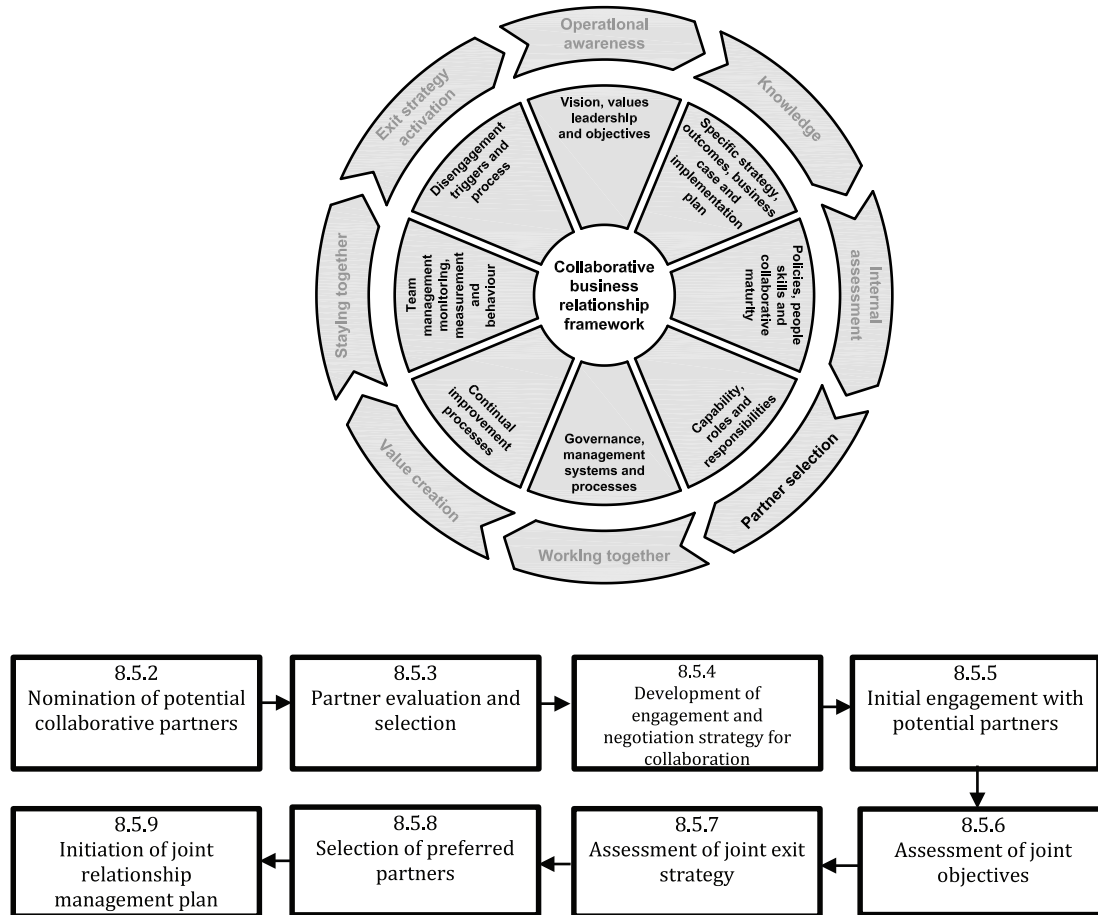 Operational
awareness
Knowledge
Internal
assessment
Partner selection
Working together
Value creation
Staying together
Exit strategy
activation
Vision, values
leadership
and objectives
Specific strategy,
outcomes, business
case and
implementation
plan
Policies, people
skills and
collaborative
maturity
Capability,
roles and
responsibilities
Governance,
management
systems and
processes
Continual
improvement
processes
Team
management
monitoring,
measurement
and
behaviour
Disengagement
triggers and
process
Collaborative
business
relationship
framework
8.5.2
Nomination of potential
collaborative partners
8.5.3
Partner evaluation and
selection
8.5.4
Development of
engagement and
negotiation strategy for
collaboration
8.5.5
Initial engagement with
potential partners
8.5.6
Assessment of joint
objectives
8.5.7
Assessment of joint exit
strategy
8.5.8
Selection of preferred
partners
8.5.9
Initiation of joint
relationship
management plan